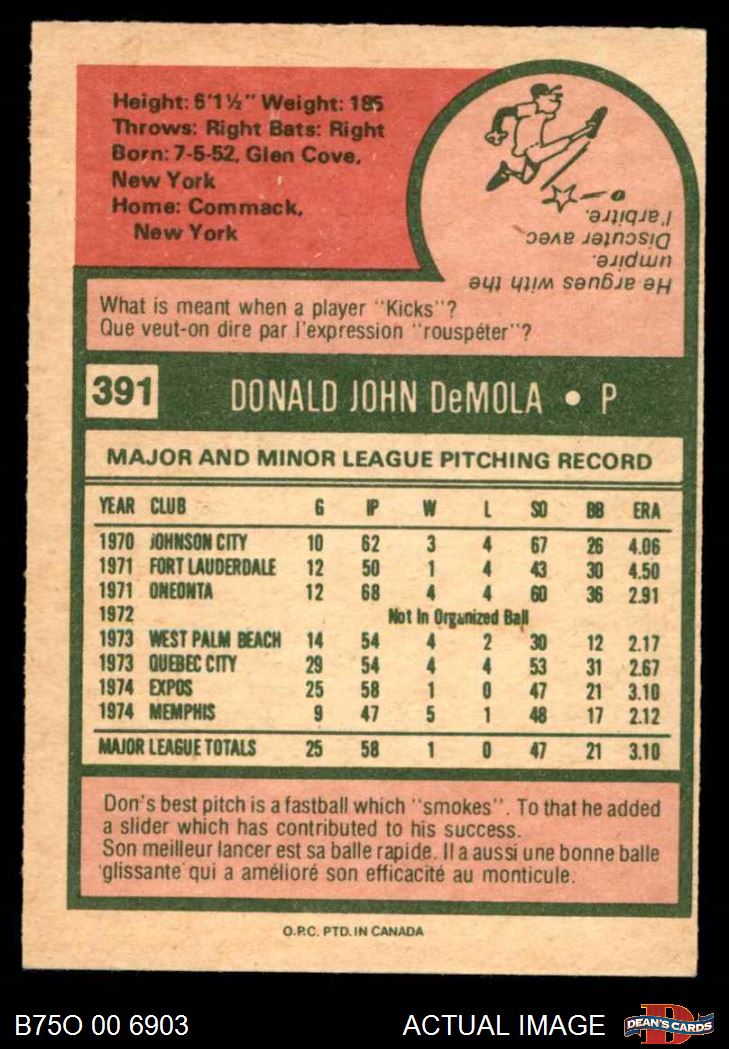 Height: 6'1½" Weight: 185
Throws: Right Bats: Right
Born: 7-5-52, Glen Cove,
New York
Home: Commack,
New York
He argues with the
umpire.
Discuter avec
l'arbitre.
What is meant when a player "Kicks"?
Que veut-on dire par l'expression "rouspéter"?
391 DONALD JOHN DeMOLA • P
MAJOR AND MINOR LEAGUE PITCHING RECORD
YEAR CLUB G IP W L SO BB ERA
1970 JOHNSON CITY 10 62 3 4 67 26 4.06
1971 FORT LAUDERDALE 12 50 1 4 43 30 4.50
1971 ONEONTA 12 68 4 4 60 36 2.91
1972 Not In Organized Ball
1973 WEST PALM BEACH 14 54 4 2 30 12 2.17
1973 QUEBEC CITY 29 54 4 4 53 31 2.67
1974 EXPOS 25 58 1 0 47 21 3.10
1974 MEMPHIS 9 47 5 1 48 17 2.12
MAJOR LEAGUE TOTALS 25 58 1 0 47 21 3.10
Don's best pitch is a fastball which "smokes". To that he added
a slider which has contributed to his success.
Son meilleur lancer est sa balle rapide. Il a aussi une bonne balle
'glissante' qui a amélioré son efficacité au monticule.
O.P.C. PTD. IN CANADA
B75O 00 6903 ACTUAL IMAGE D DEAN'S CARDS